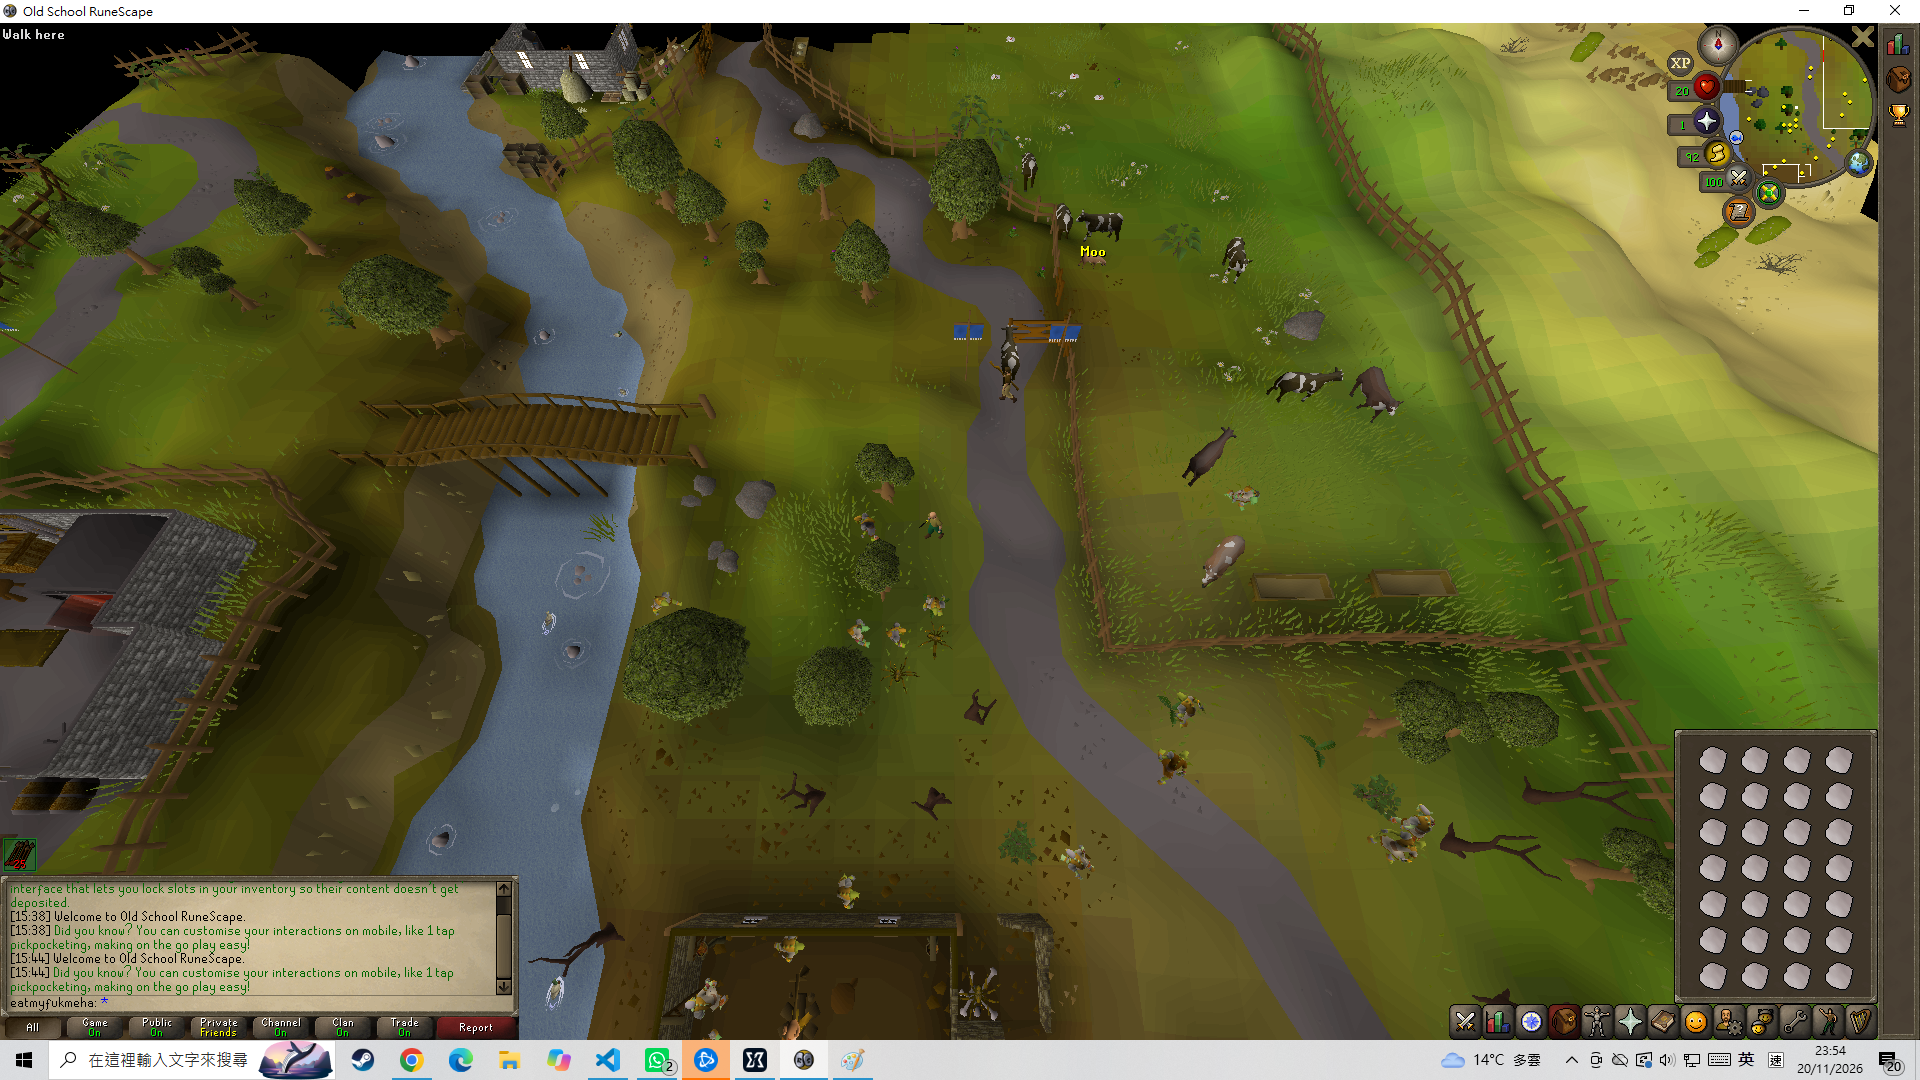 Old School RuneScape
Walk here
N
XP
20
1
92
100
Moo
25
interface that lets you lock slots in your inventory so their content doesn't get
deposited.
[15:38] Welcome to Old School RuneScape.
[15:38] Did you know? You can customise your interactions on mobile, like 1 tap
pickpocketing, making on the go play easy!
[15:44] Welcome to Old School RuneScape.
[15:44] Did you know? You can customise your interactions on mobile, like 1 tap
pickpocketing, making on the go play easy!
eatmyfukmeha: *
All
Game
On
Public
On
Private
Friends
Channel
On
Clan
On
Trade
On
Report
在這裡輸入文字來搜尋
2
14°C 多雲
英
速
23:54
20/11/2026
20